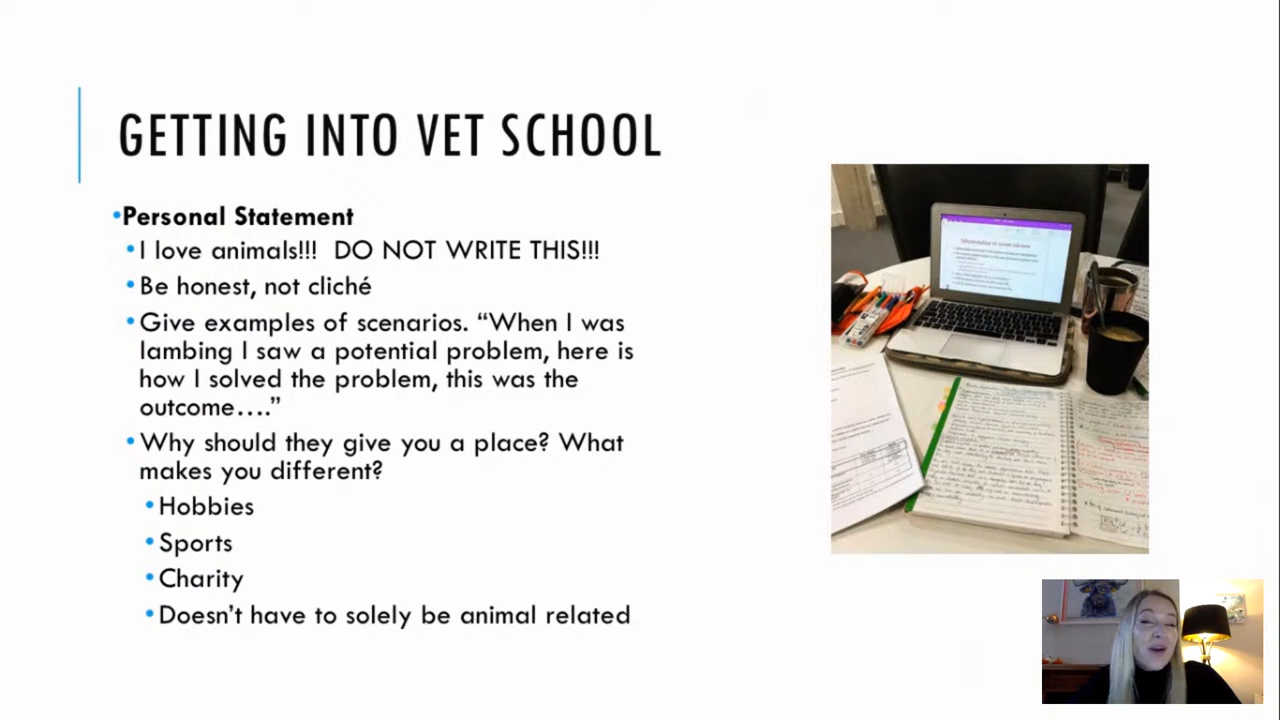 GETTING INTO VET SCHOOL
•Personal Statement
•I love animals!!! DO NOT WRITE THIS!!!
•Be honest, not cliché
•Give examples of scenarios. “When I was
lambing I saw a potential problem, here is
how I solved the problem, this was the
outcome….”
•Why should they give you a place? What
makes you different?
•Hobbies
•Sports
•Charity
•Doesn’t have to solely be animal related